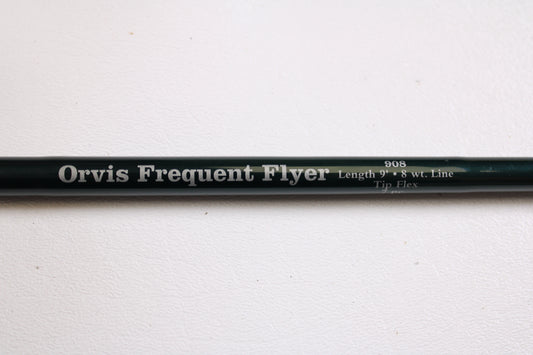 Orvis Frequent Flyer
908
Length 9' • 8 wt. Line
Tip Flex